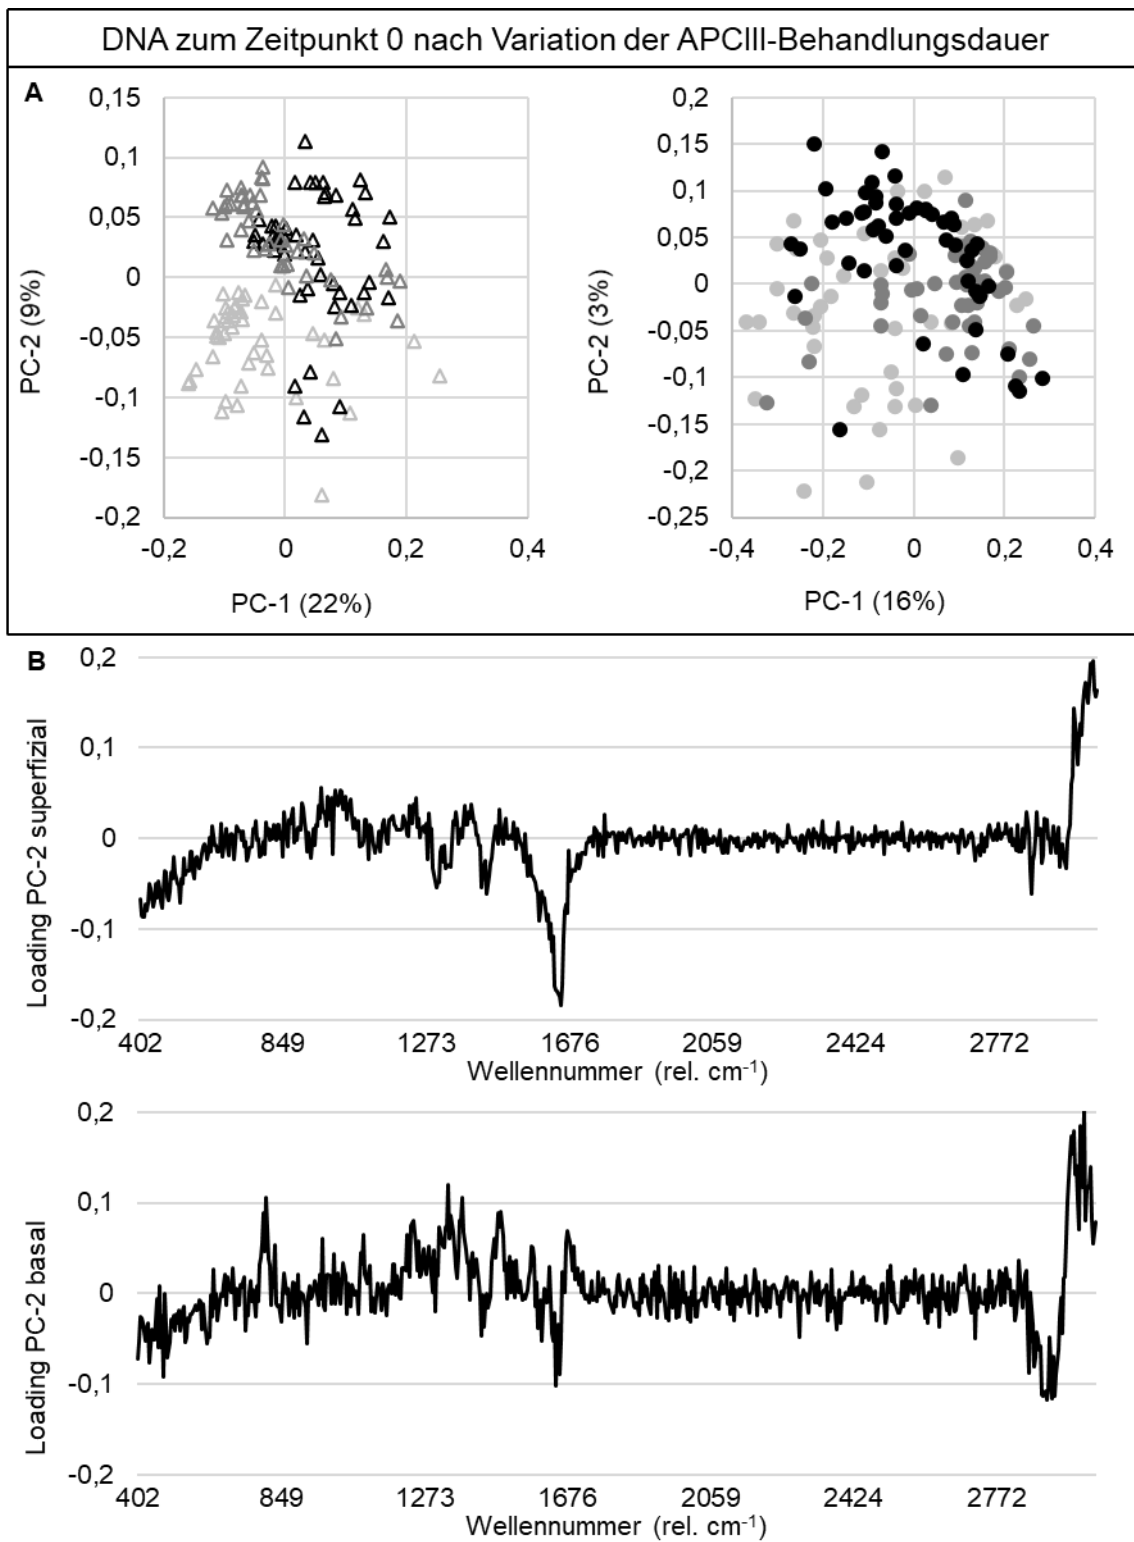 DNA zum Zeitpunkt 0 nach Variation der APCIII-Behandlungsdauer
A
0,15
0,1
0,05
0
-0,05
-0,1
-0,15
-0,2
-0,2 0 0,2 0,4
PC-2 (9%)
PC-1 (22%)
0,2
0,15
0,1
0,05
0
-0,05
-0,1
-0,15
-0,2
-0,25
-0,4 -0,2 0 0,2 0,4
PC-2 (3%)
PC-1 (16%)
B
Loading PC-2 superfizial
0,2
0,1
0
-0,1
-0,2
402 849 1273 1676 2059 2424 2772
Wellennummer (rel. cm⁻¹)
Loading PC-2 basal
0,2
0,1
0
-0,1
-0,2
402 849 1273 1676 2059 2424 2772
Wellennummer (rel. cm⁻¹)